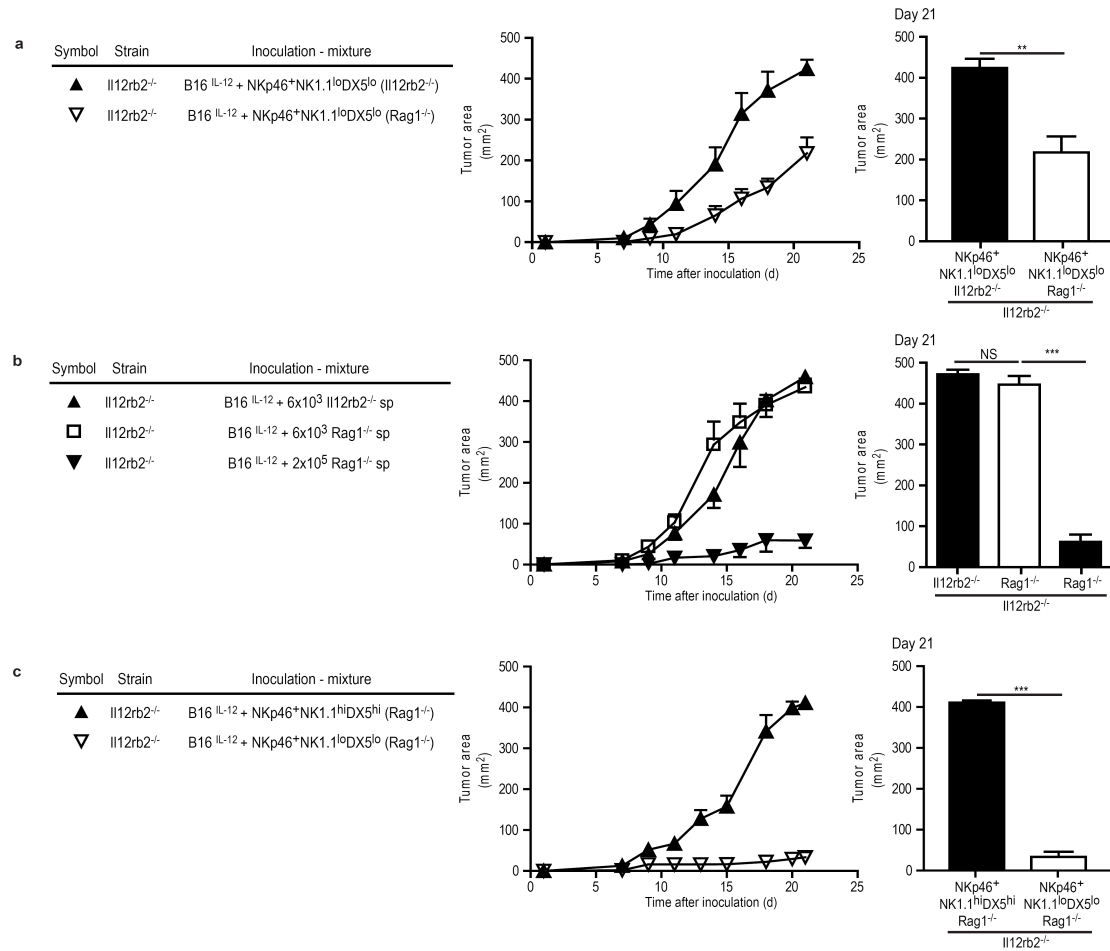 a
Symbol Strain Inoculation - mixture
▲ Il12rb2-/- B16 IL-12 + NKp46+NK1.1loDX5lo (Il12rb2-/-)
▽ Il12rb2-/- B16 IL-12 + NKp46+NK1.1loDX5lo (Rag1-/-)
Tumor area
(mm2)
500
400
300
200
100
0
0 5 10 15 20 25
Time after inoculation (d)
Day 21
Tumor area
(mm2)
500
400
300
200
100
0
**
NKp46+ NKp46+
NK1.1loDX5lo NK1.1loDX5lo
Il12rb2-/- Rag1-/-
Il12rb2-/-
b
Symbol Strain Inoculation - mixture
▲ Il12rb2-/- B16 IL-12 + 6x103 Il12rb2-/- sp
□ Il12rb2-/- B16 IL-12 + 6x103 Rag1-/- sp
▼ Il12rb2-/- B16 IL-12 + 2x105 Rag1-/- sp
Tumor area
(mm2)
500
400
300
200
100
0
0 5 10 15 20 25
Time after inoculation (d)
Day 21
Tumor area
(mm2)
500
400
300
200
100
0
NS ***
Il12rb2-/- Rag1-/- Rag1-/-
Il12rb2-/-
c
Symbol Strain Inoculation - mixture
▲ Il12rb2-/- B16 IL-12 + NKp46+NK1.1hiDX5hi (Rag1-/-)
▽ Il12rb2-/- B16 IL-12 + NKp46+NK1.1loDX5lo (Rag1-/-)
Tumor area
(mm2)
500
400
300
200
100
0
0 5 10 15 20 25
Time after inoculation (d)
Day 21
Tumor area
(mm2)
500
400
300
200
100
0
***
NKp46+ NKp46+
NK1.1hiDX5hi NK1.1loDX5lo
Rag1-/- Rag1-/-
Il12rb2-/-